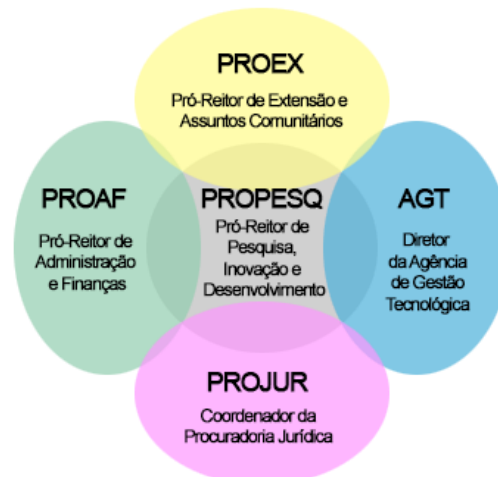 PROEX
Pró-Reitor de Extensão e
Assuntos Comunitários
PROAF
Pró-Reitor de
Administração
e Finanças
PROPESQ
Pró-Reitor de
Pesquisa,
Inovação e
Desenvolvimento
AGT
Diretor
da Agência
de Gestão
Tecnológica
PROJUR
Coordenador da
Procuradoria Jurídica